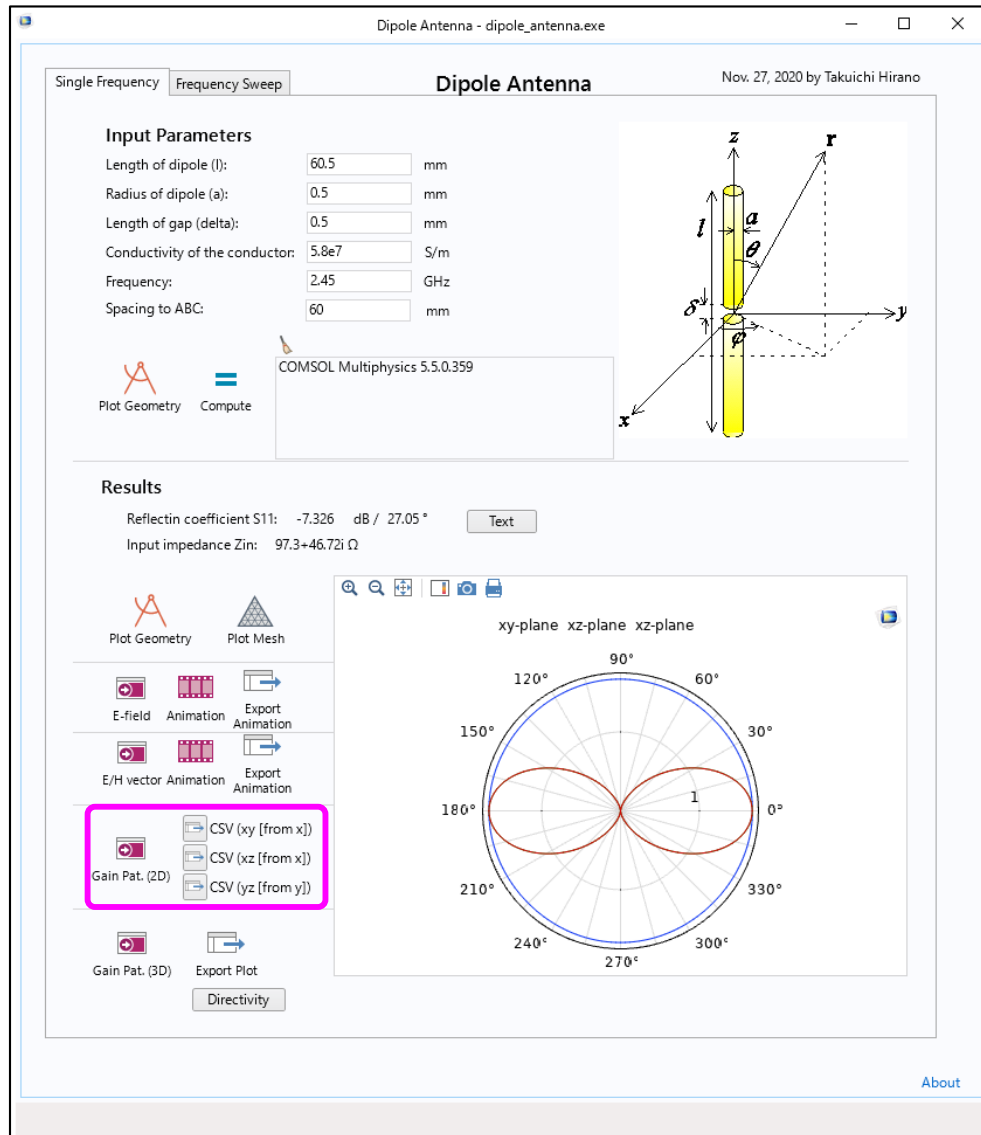 Dipole Antenna - dipole_antenna.exe
Single Frequency
Frequency Sweep
Dipole Antenna
Nov. 27, 2020 by Takuichi Hirano
Input Parameters
Length of dipole (l): 60.5 mm
Radius of dipole (a): 0.5 mm
Length of gap (delta): 0.5 mm
Conductivity of the conductor: 5.8e7 S/m
Frequency: 2.45 GHz
Spacing to ABC: 60 mm
z
r
l
a
θ
δ
y
φ
x
Plot Geometry
Compute
COMSOL Multiphysics 5.5.0.359
Results
Reflectin coefficient S11: -7.326 dB / 27.05 °
Text
Input impedance Zin: 97.3+46.72i Ω
Plot Geometry
Plot Mesh
E-field
Animation
Export
Animation
E/H vector
Animation
Export
Animation
Gain Pat. (2D)
CSV (xy [from x])
CSV (xz [from x])
CSV (yz [from y])
Gain Pat. (3D)
Export Plot
Directivity
xy-plane xz-plane xz-plane
90°
120°
60°
150°
30°
180°
1
0°
210°
330°
240°
300°
270°
About